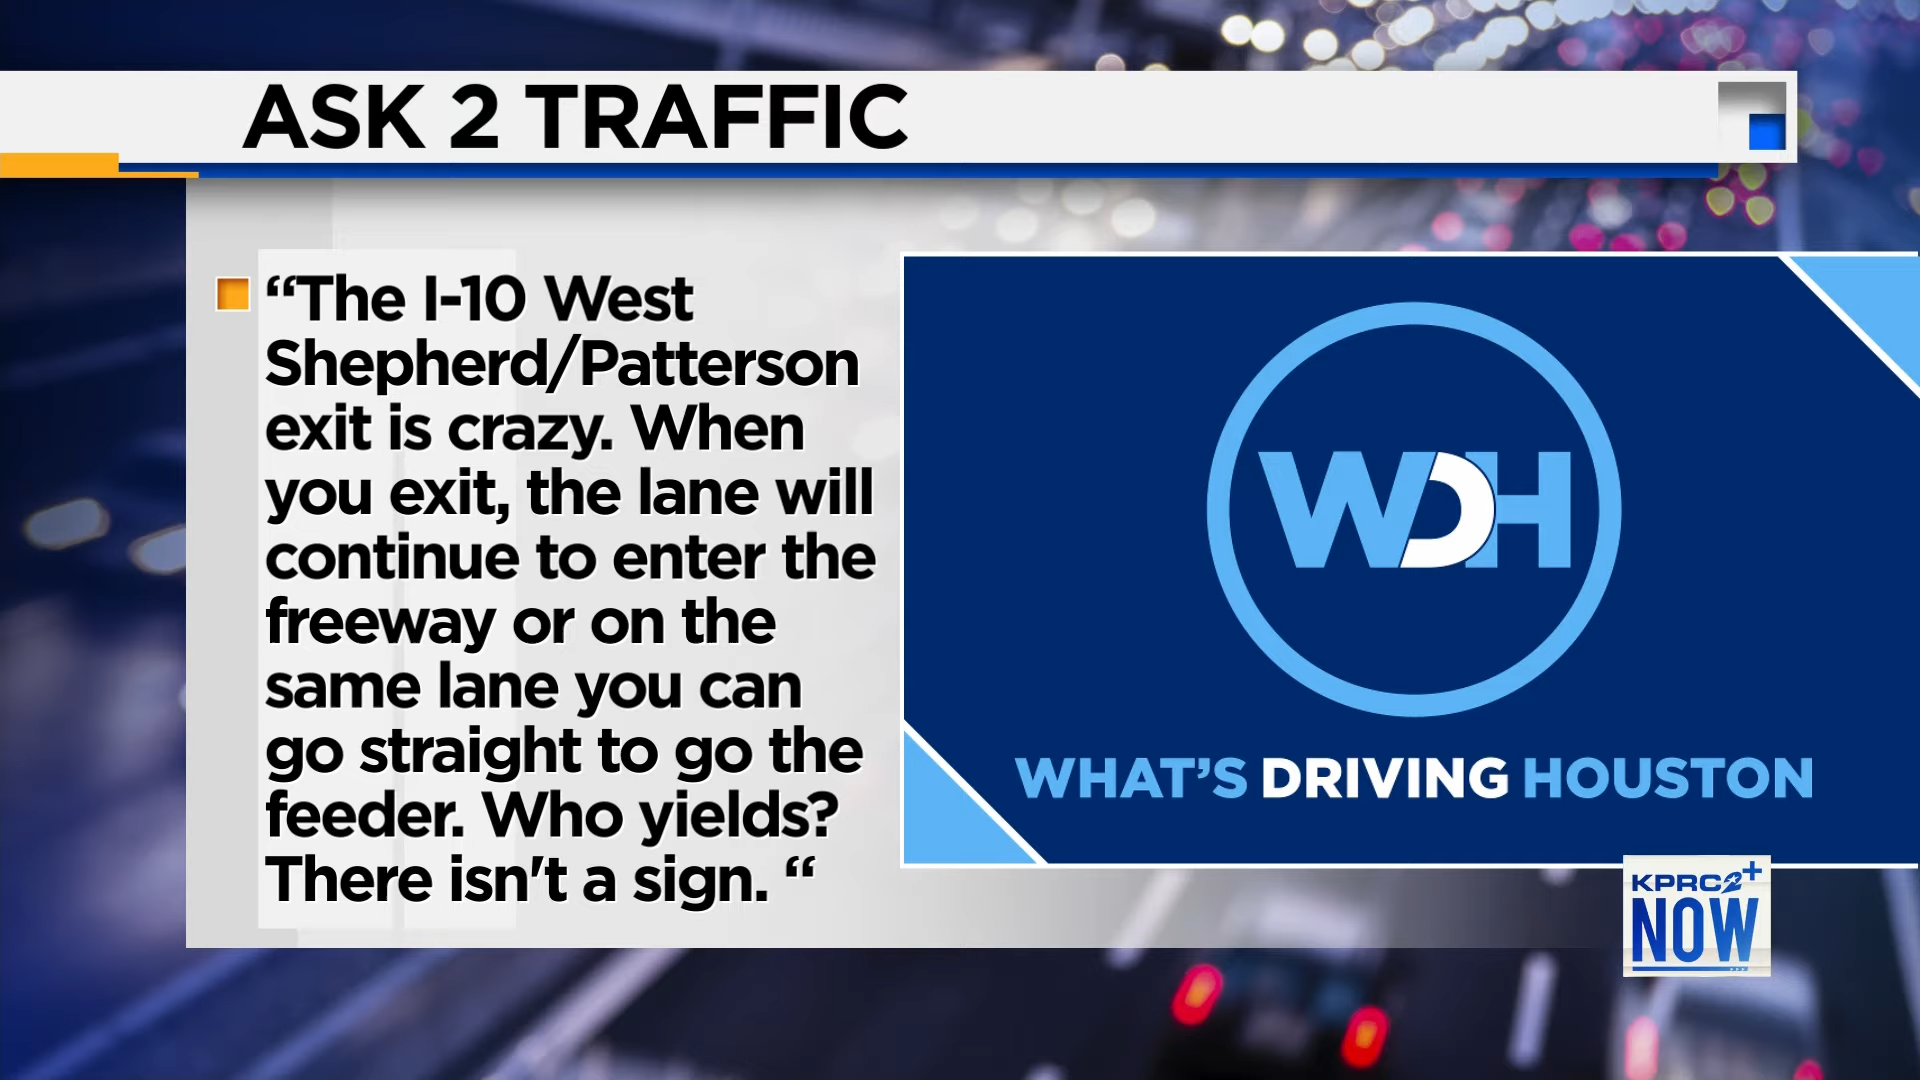 ASK 2 TRAFFIC
“The I-10 West
Shepherd/Patterson
exit is crazy. When
you exit, the lane will
continue to enter the
freeway or on the
same lane you can
go straight to go the
feeder. Who yields?
There isn't a sign. “
WDH
WHAT’S DRIVING HOUSTON
KPRC2+
NOW